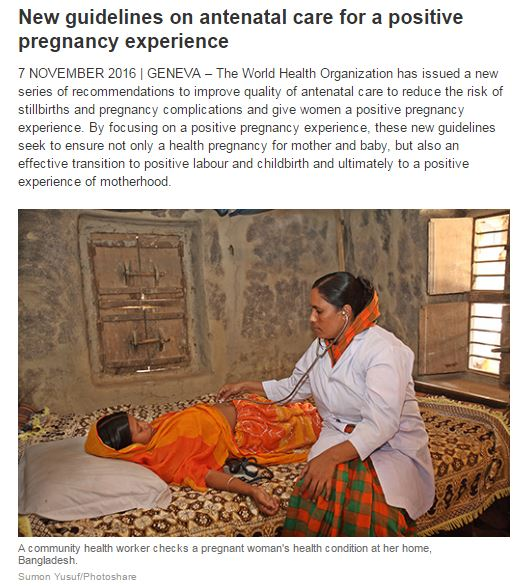 New guidelines on antenatal care for a positive
pregnancy experience
7 NOVEMBER 2016 | GENEVA – The World Health Organization has issued a new
series of recommendations to improve quality of antenatal care to reduce the risk of
stillbirths and pregnancy complications and give women a positive pregnancy
experience. By focusing on a positive pregnancy experience, these new guidelines
seek to ensure not only a health pregnancy for mother and baby, but also an
effective transition to positive labour and childbirth and ultimately to a positive
experience of motherhood.
A community health worker checks a pregnant woman's health condition at her home,
Bangladesh.
Sumon Yusuf/Photoshare